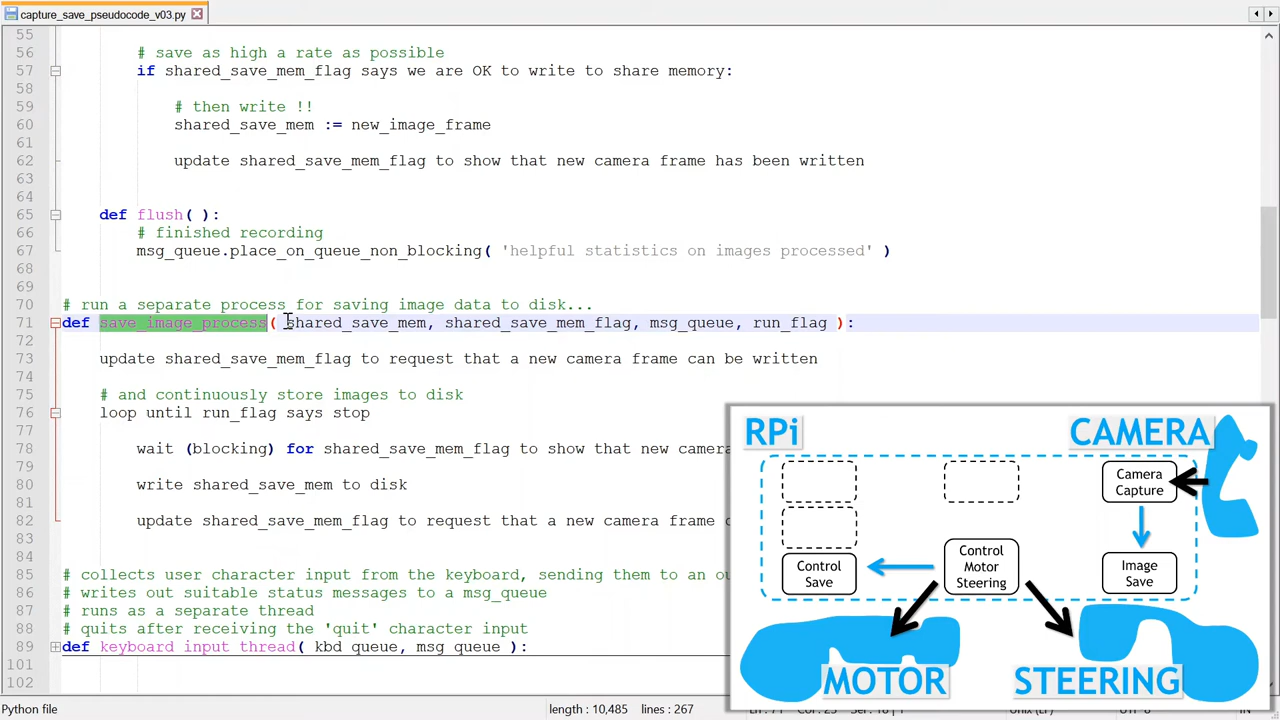 capture_save_pseudocode_v03.py
55
56 # save as high a rate as possible
57 if shared_save_mem_flag says we are OK to write to share memory:
58
59 # then write !!
60 shared_save_mem := new_image_frame
61
62 update shared_save_mem_flag to show that new camera frame has been written
63
64
65 def flush( ):
66 # finished recording
67 msg_queue.place_on_queue_non_blocking( 'helpful statistics on images processed' )
68
69
70 # run a separate process for saving image data to disk...
71 def save_image_process( shared_save_mem, shared_save_mem_flag, msg_queue, run_flag ):
72
73 update shared_save_mem_flag to request that a new camera frame can be written
74
75 # and continuously store images to disk
76 loop until run_flag says stop
77
78 wait (blocking) for shared_save_mem_flag to show that new camera
79
80 write shared_save_mem to disk
81
82 update shared_save_mem_flag to request that a new camera frame
83
84
85 # collects user character input from the keyboard, sending them to an
86 # writes out suitable status messages to a msg_queue
87 # runs as a separate thread
88 # quits after receiving the 'quit' character input
89 def keyboard_input_thread( kbd_queue, msg_queue ):
101
102
RPi
CAMERA
Camera
Capture
Control
Save
Control
Motor
Steering
Image
Save
MOTOR
STEERING
Python file
length : 10,485 lines : 267